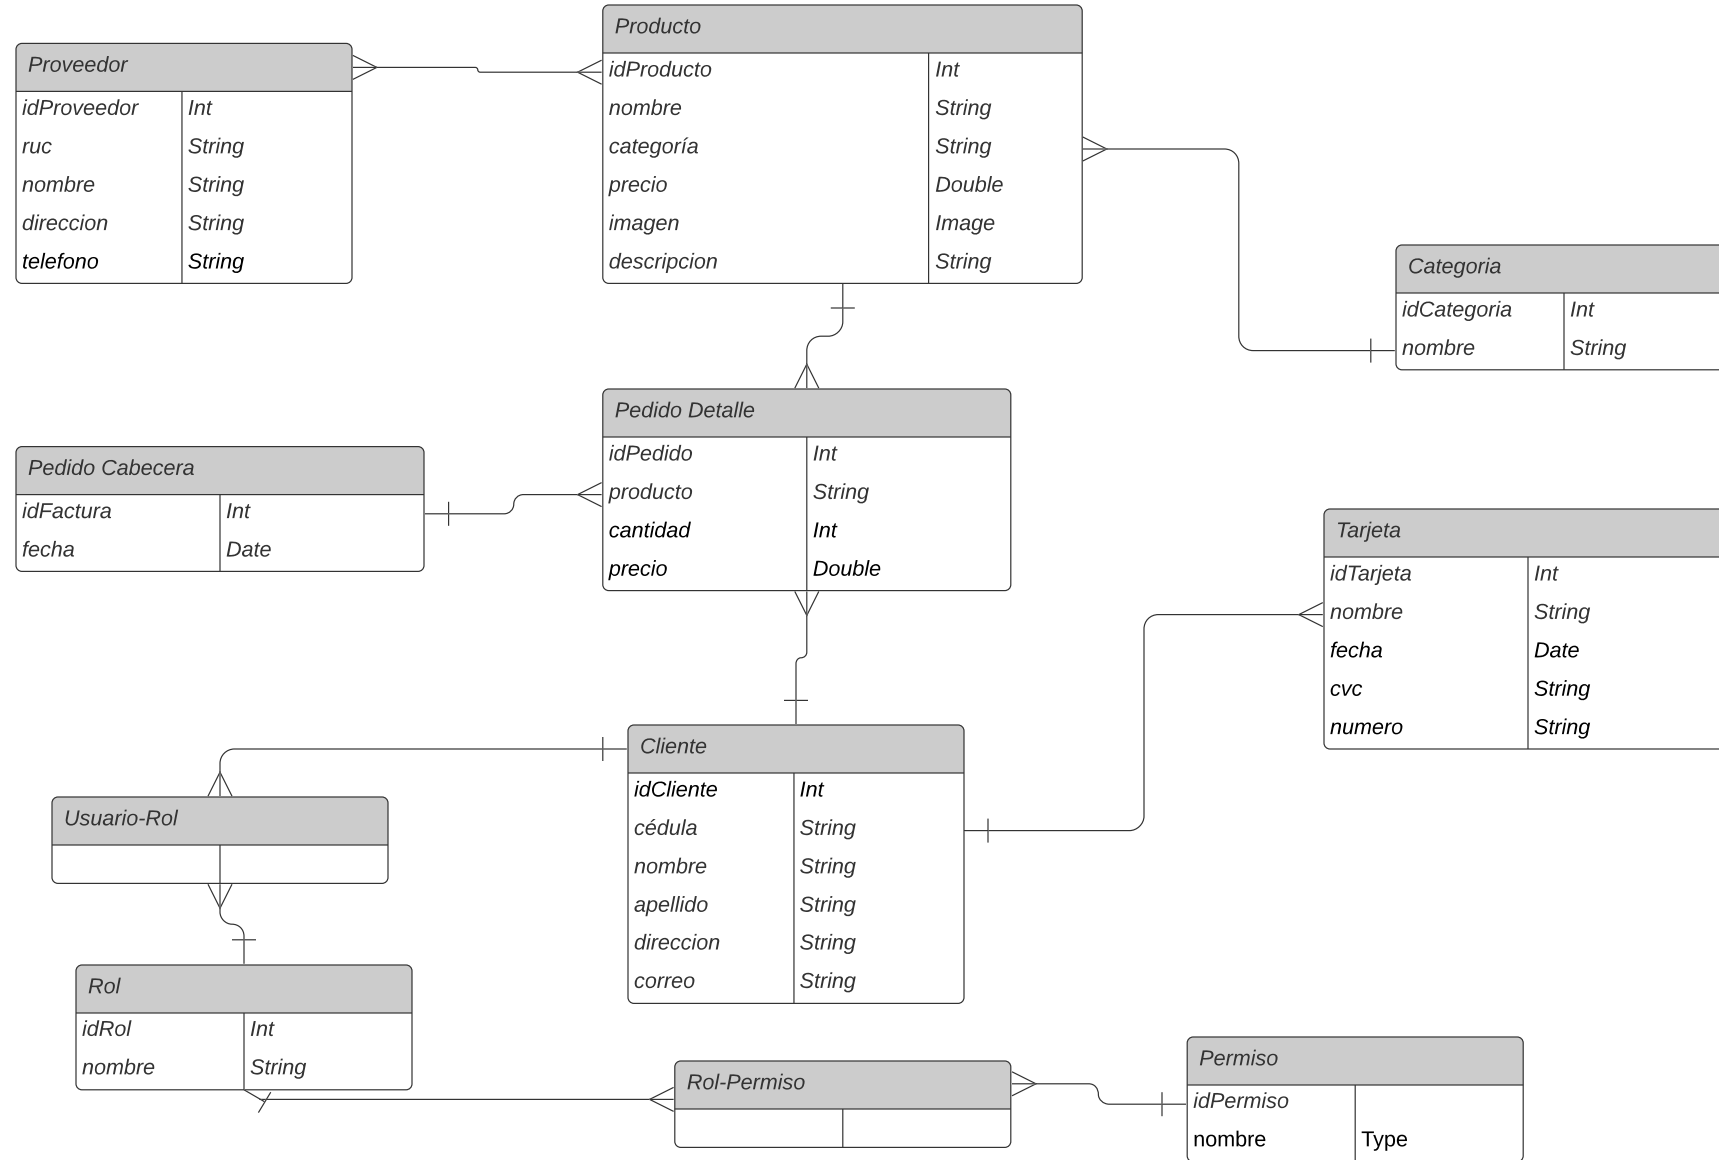 Producto
idProducto Int
nombre String
categoría String
precio Double
imagen Image
descripcion String
Proveedor
idProveedor Int
ruc String
nombre String
direccion String
telefono String
Categoria
idCategoria Int
nombre String
Pedido Detalle
idPedido Int
producto String
cantidad Int
precio Double
Pedido Cabecera
idFactura Int
fecha Date
Tarjeta
idTarjeta Int
nombre String
fecha Date
cvc String
numero String
Cliente
idCliente Int
cédula String
nombre String
apellido String
direccion String
correo String
Usuario-Rol
Rol
idRol Int
nombre String
Rol-Permiso
Permiso
idPermiso
nombre Type